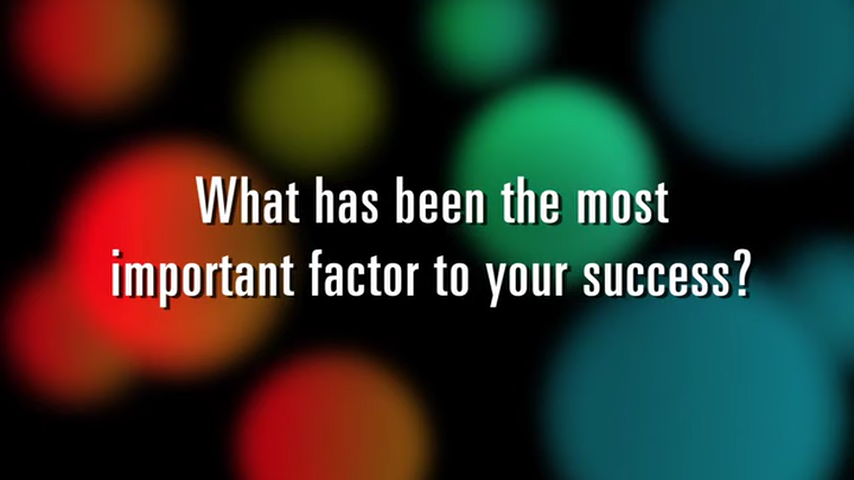 What has been the most
important factor to your success?